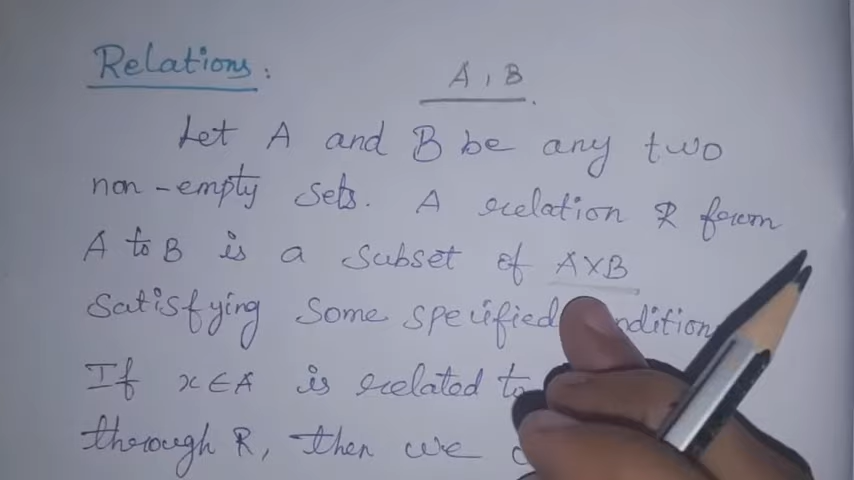 Relations:
A, B.
Let A and B be any two
non-empty sets. A relation R form
A to B is a subset of A×B
satisfying some specified
If x∈A is related to
through R, then we